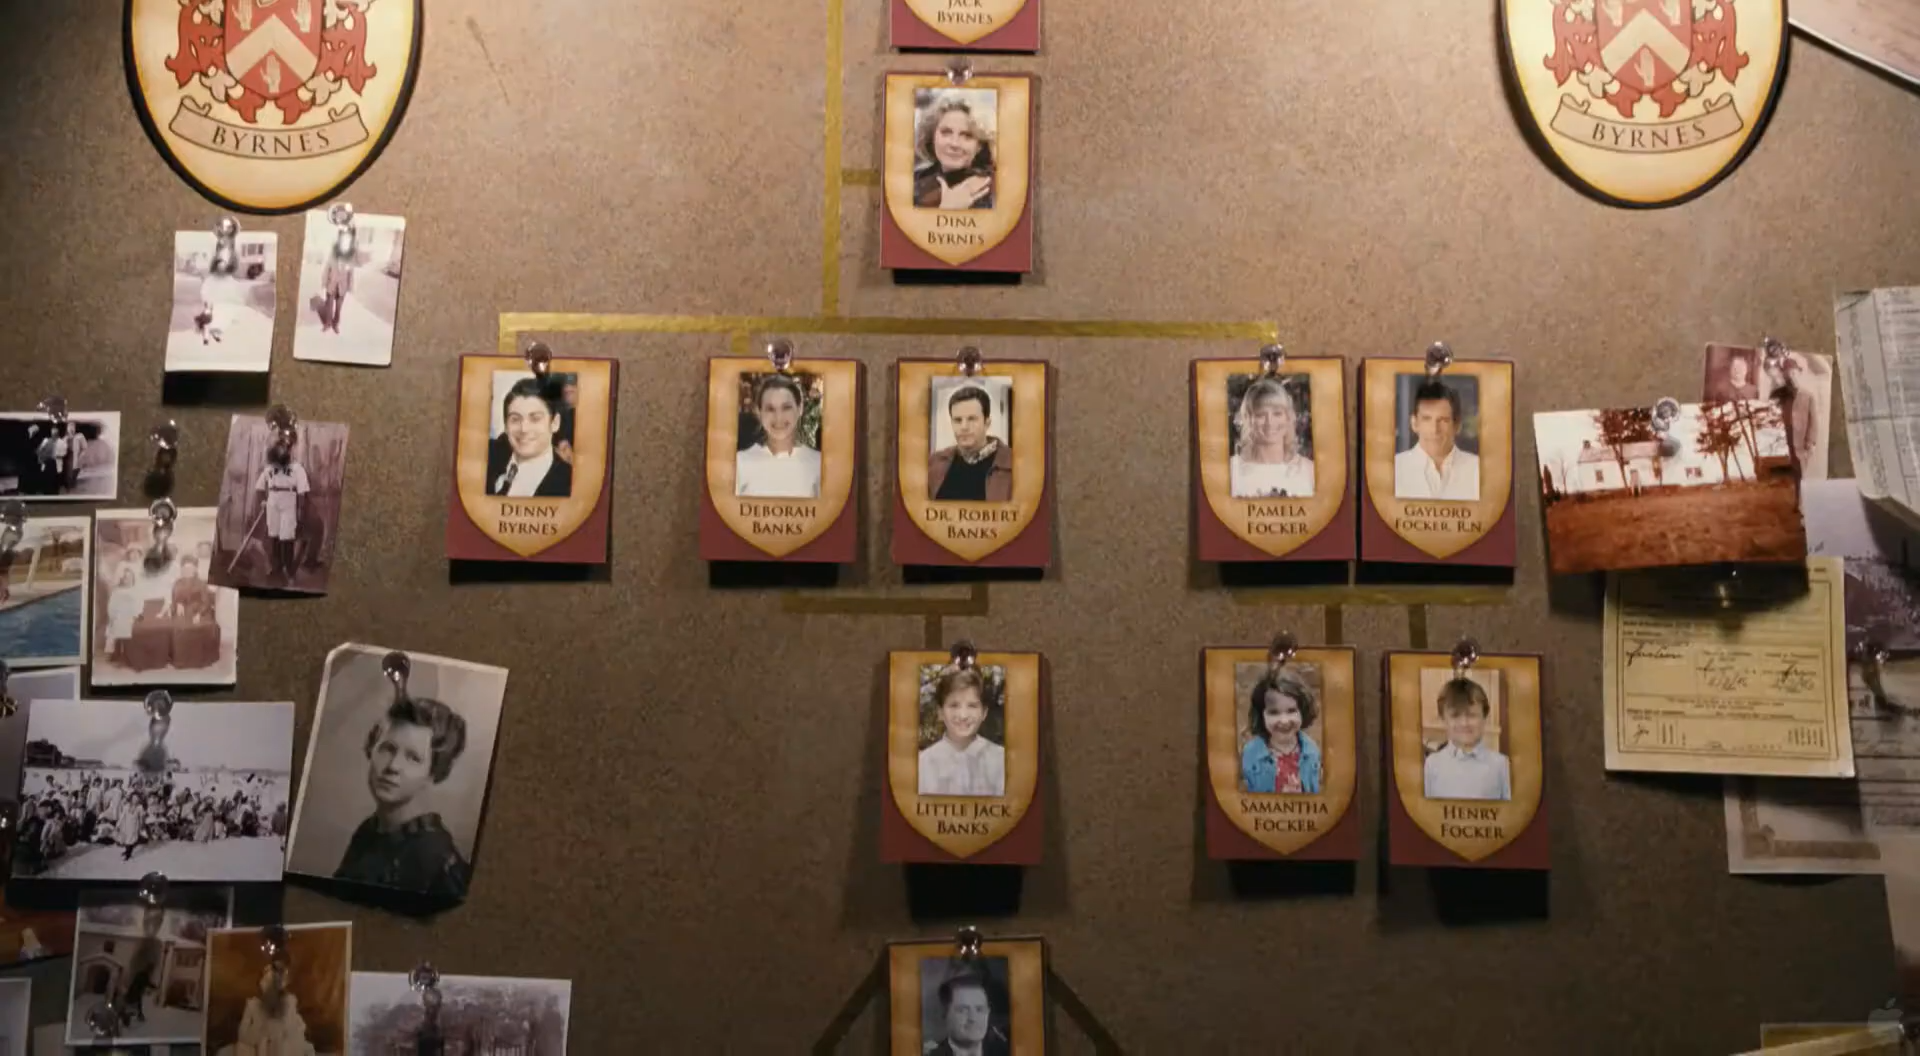 JACK
BYRNES
BYRNES
BYRNES
DINA
BYRNES
DENNY
BYRNES
DEBORAH
BANKS
DR. ROBERT
BANKS
PAMELA
FOCKER
GAYLORD
FOCKER, R.N.
LITTLE JACK
BANKS
SAMANTHA
FOCKER
HENRY
FOCKER